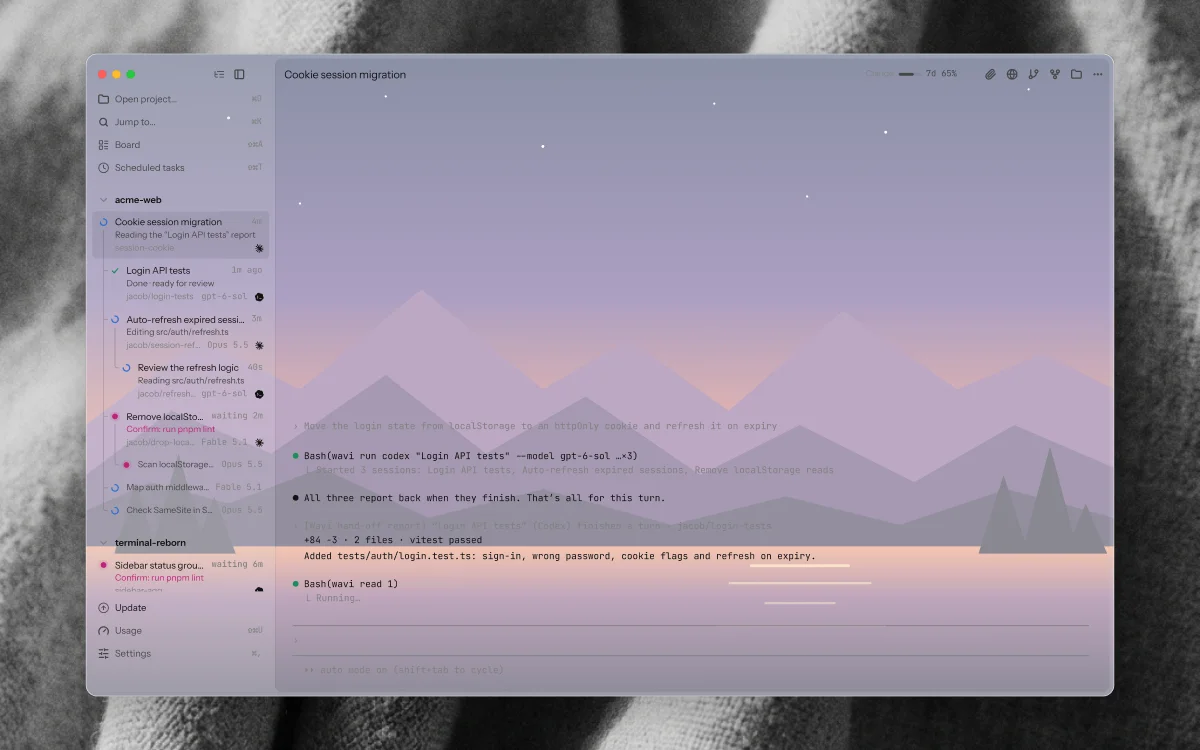 Cookie session migration
7d 65%
Open project...
Jump to...
Board
Scheduled tasks
acme-web
Cookie session migration 4m
Reading the "Login API tests" report
session-cookie
Login API tests 1m ago
Done · ready for review
jacob/login-tests gpt-6-sol
Auto-refresh expired sessi... 3m
Editing src/auth/refresh.ts
jacob/session-ref... Opus 5.5
Review the refresh logic 40s
Reading src/auth/refresh.ts
jacob/refresh... gpt-6-sol
Remove localSto... waiting 2m
Confirm: run pnpm lint
jacob/drop-loca... Fable 5.1
Scan localStorage... Opus 5.5
Map auth middlewa... Fable 5.1
Check SameSite in S... Opus 5.5
terminal-reborn
Sidebar status grou... waiting 6m
Confirm: run pnpm lint
Update
Usage
Settings
› Move the login state from localStorage to an httpOnly cookie and refresh it on expiry
Bash(wavi run codex "Login API tests" --model gpt-6-sol …×3)
└ Started 3 sessions: Login API tests, Auto-refresh expired sessions, Remove localStorage reads
All three report back when they finish. That's all for this turn.
› [Wavi hand-off report] "Login API tests" (Codex) finished a turn — jacob/login-tests
+84 -3 · 2 files · vitest passed
Added tests/auth/login.test.ts: sign-in, wrong password, cookie flags and refresh on expiry.
Bash(wavi read 1)
└ Running…
›
⏵⏵ auto mode on (shift+tab to cycle)